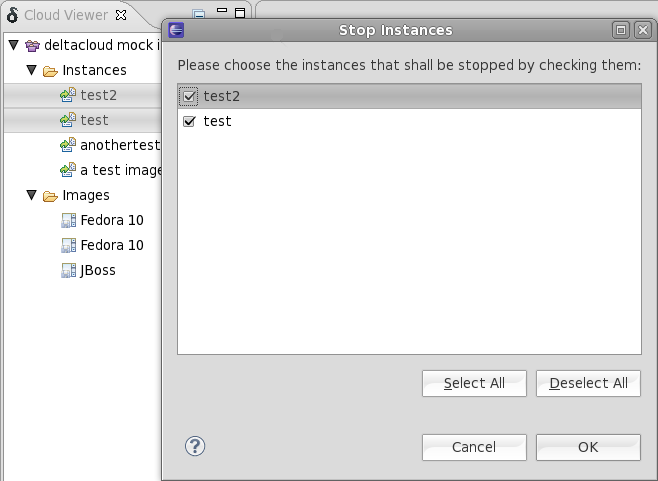 Cloud Viewer
deltacloud mock i
Instances
test2
test
anothertest
a test image
Images
Fedora 10
Fedora 10
JBoss
Stop Instances
Please choose the instances that shall be stopped by checking them:
test2
test
Select All
Deselect All
Cancel
OK